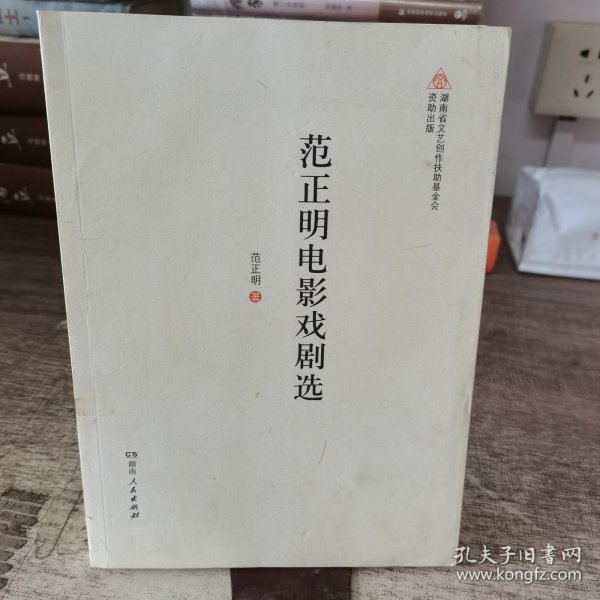 湖南省文艺创作扶助基金会
资助出版
范正明电影戏剧选
范正明 著
CS
湖南
人民出版社
孔夫子旧书网
www.kongfz.com